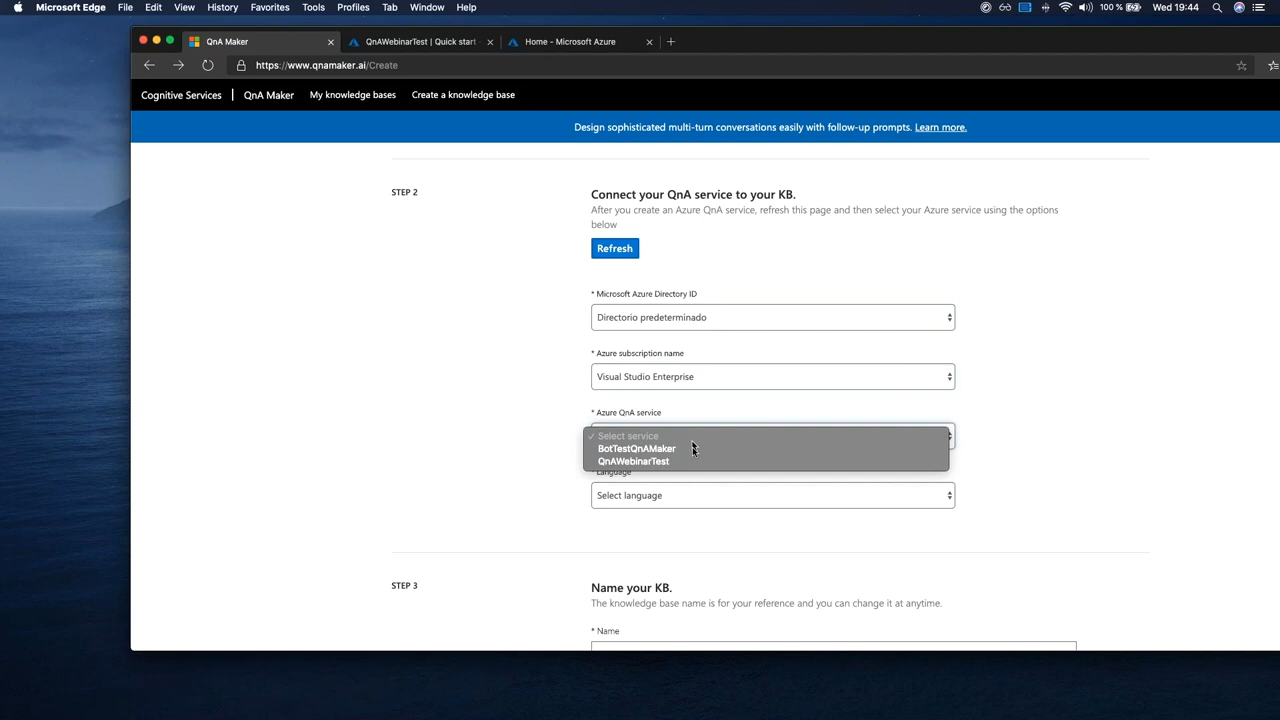 Microsoft Edge File Edit View History Favorites Tools Profiles Tab Window Help 100 % Wed 19:44
QnA Maker QnAWebinarTest | Quick start Home - Microsoft Azure
https://www.qnamaker.ai/Create
Cognitive Services | QnA Maker My knowledge bases Create a knowledge base
Design sophisticated multi-turn conversations easily with follow-up prompts. Learn more.
STEP 2
Connect your QnA service to your KB.
After you create an Azure QnA service, refresh this page and then select your Azure service using the options
below
Refresh
* Microsoft Azure Directory ID
Directorio predeterminado
* Azure subscription name
Visual Studio Enterprise
* Azure QnA service
✓ Select service
BotTestQnAMaker
QnAWebinarTest
* Language
Select language
STEP 3
Name your KB.
The knowledge base name is for your reference and you can change it at anytime.
* Name